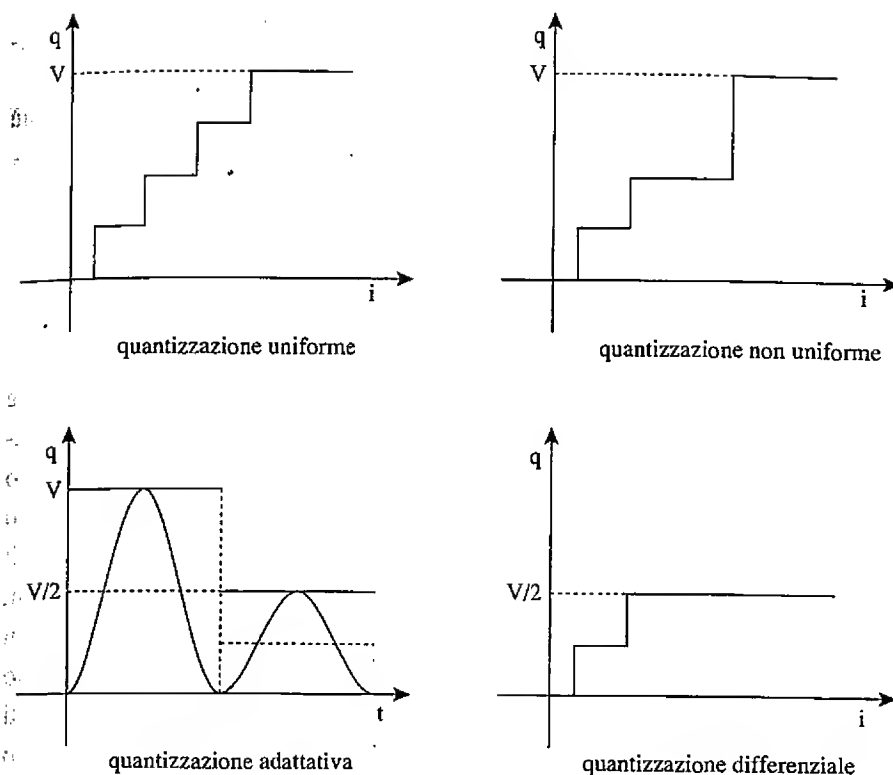 q
V
i
quantizzazione uniforme
q
V
i
quantizzazione non uniforme
q
V
V/2
t
quantizzazione adattativa
q
V/2
i
quantizzazione differenziale